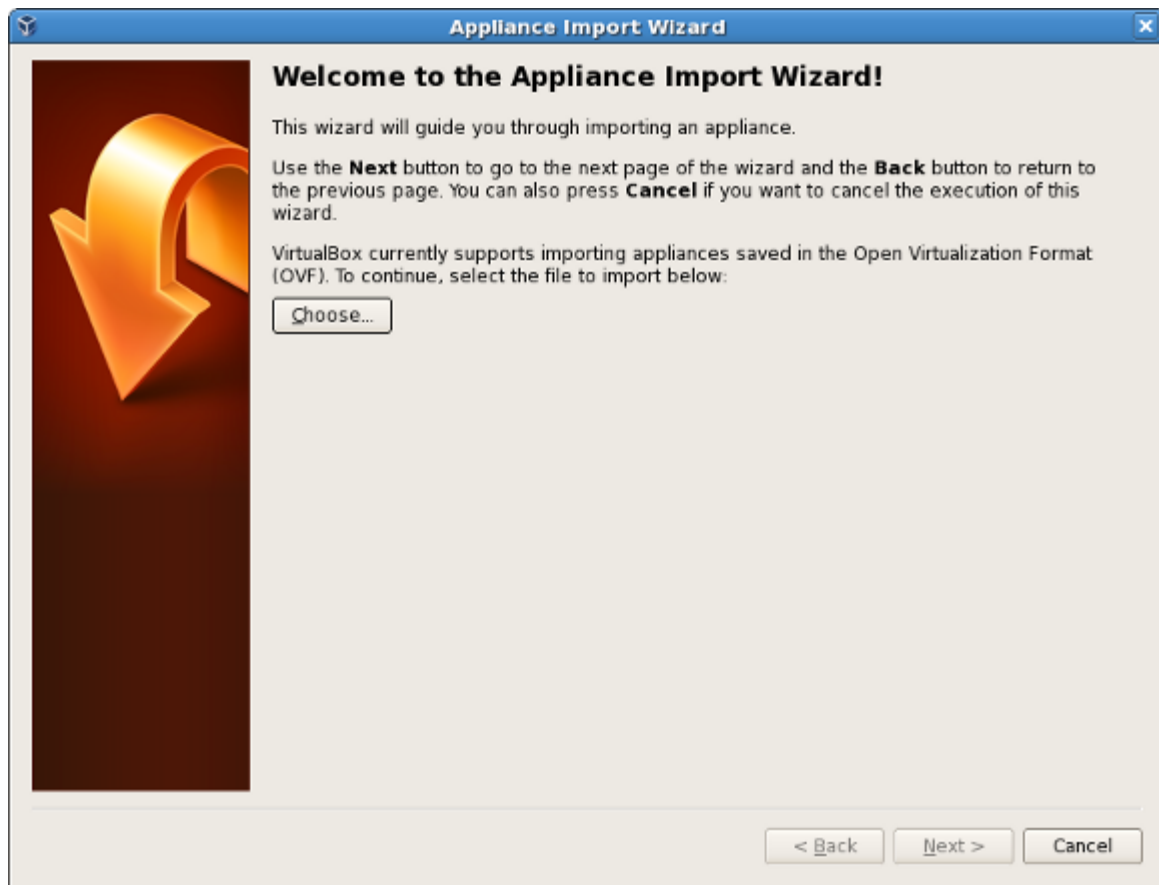 Appliance Import Wizard
Welcome to the Appliance Import Wizard!
This wizard will guide you through importing an appliance.
Use the Next button to go to the next page of the wizard and the Back button to return to
the previous page. You can also press Cancel if you want to cancel the execution of this
wizard.
VirtualBox currently supports importing appliances saved in the Open Virtualization Format
(OVF). To continue, select the file to import below:
Choose...
< Back
Next >
Cancel